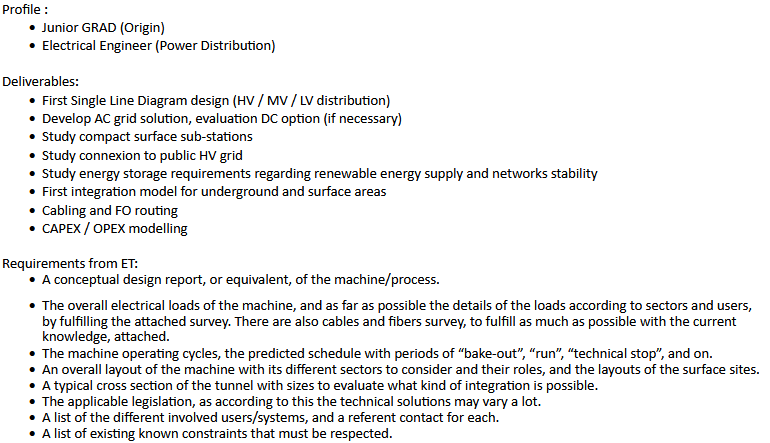 Profile :
• Junior GRAD (Origin)
• Electrical Engineer (Power Distribution)
Deliverables:
• First Single Line Diagram design (HV / MV / LV distribution)
• Develop AC grid solution, evaluation DC option (if necessary)
• Study compact surface sub-stations
• Study connexion to public HV grid
• Study energy storage requirements regarding renewable energy supply and networks stability
• First integration model for underground and surface areas
• Cabling and FO routing
• CAPEX / OPEX modelling
Requirements from ET:
• A conceptual design report, or equivalent, of the machine/process.
• The overall electrical loads of the machine, and as far as possible the details of the loads according to sectors and users,
by fulfilling the attached survey. There are also cables and fibers survey, to fulfill as much as possible with the current
knowledge, attached.
• The machine operating cycles, the predicted schedule with periods of “bake-out”, “run”, “technical stop”, and on.
• An overall layout of the machine with its different sectors to consider and their roles, and the layouts of the surface sites.
• A typical cross section of the tunnel with sizes to evaluate what kind of integration is possible.
• The applicable legislation, as according to this the technical solutions may vary a lot.
• A list of the different involved users/systems, and a referent contact for each.
• A list of existing known constraints that must be respected.